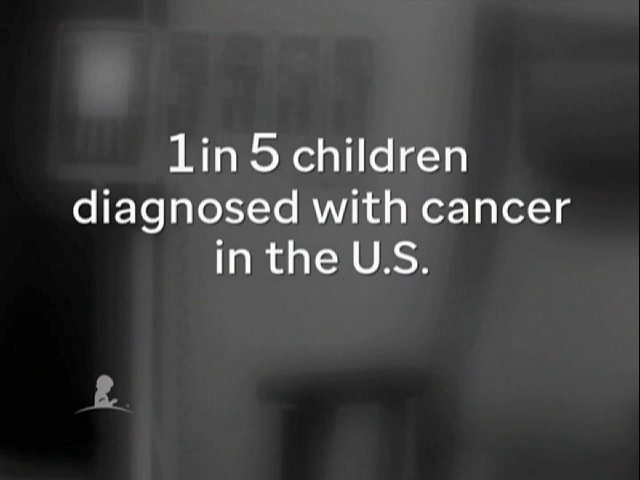 1 in 5 children
diagnosed with cancer
in the U.S.